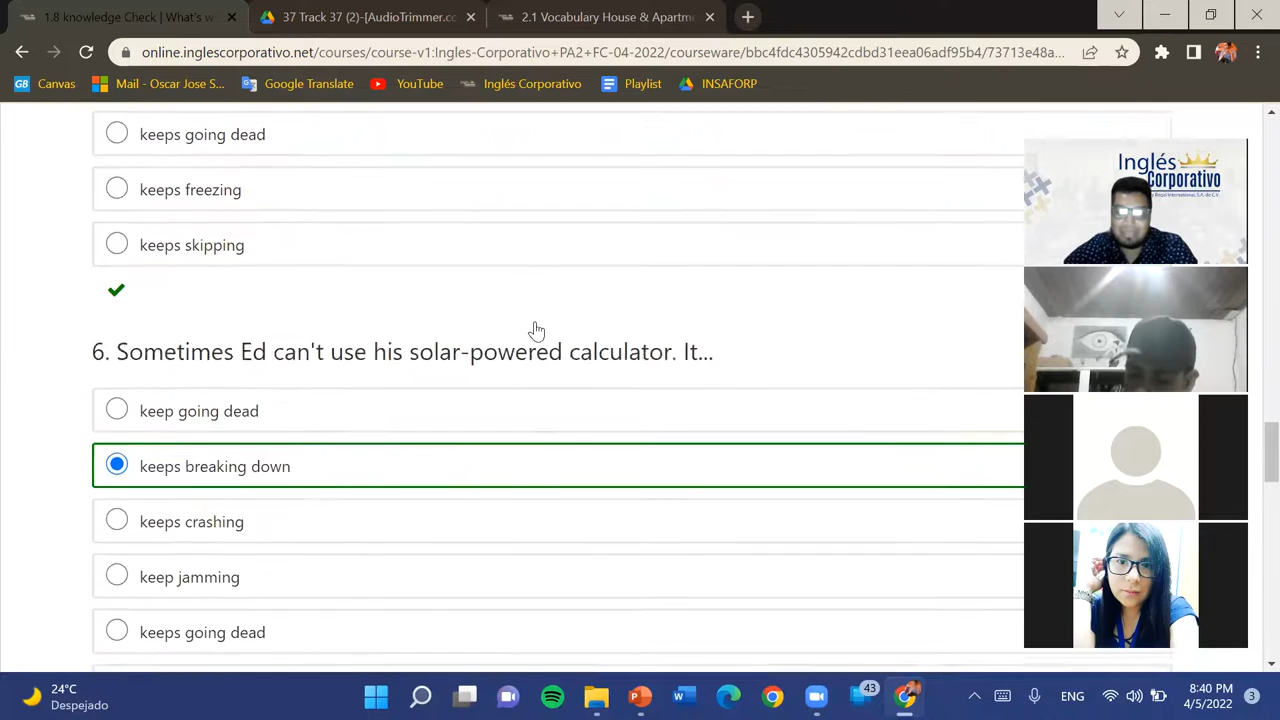 1.8 knowledge Check | What's w
37 Track 37 (2)-[AudioTrimmer.co
2.1 Vocabulary House & Apartm
online.inglescorporativo.net/courses/course-v1:Ingles-Corporativo+PA2+FC-04-2022/courseware/bbc4fdc4305942cdbd31eea06adf95b4/73713e48a...
GB Canvas
Mail - Oscar Jose S...
Google Translate
YouTube
Inglés Corporativo
Playlist
INSAFORP
keeps going dead
keeps freezing
keeps skipping
6. Sometimes Ed can't use his solar-powered calculator. It...
keep going dead
keeps breaking down
keeps crashing
keep jamming
keeps going dead
Inglés
Corporativo
24°C
Despejado
43
ENG
8:40 PM
4/5/2022
3